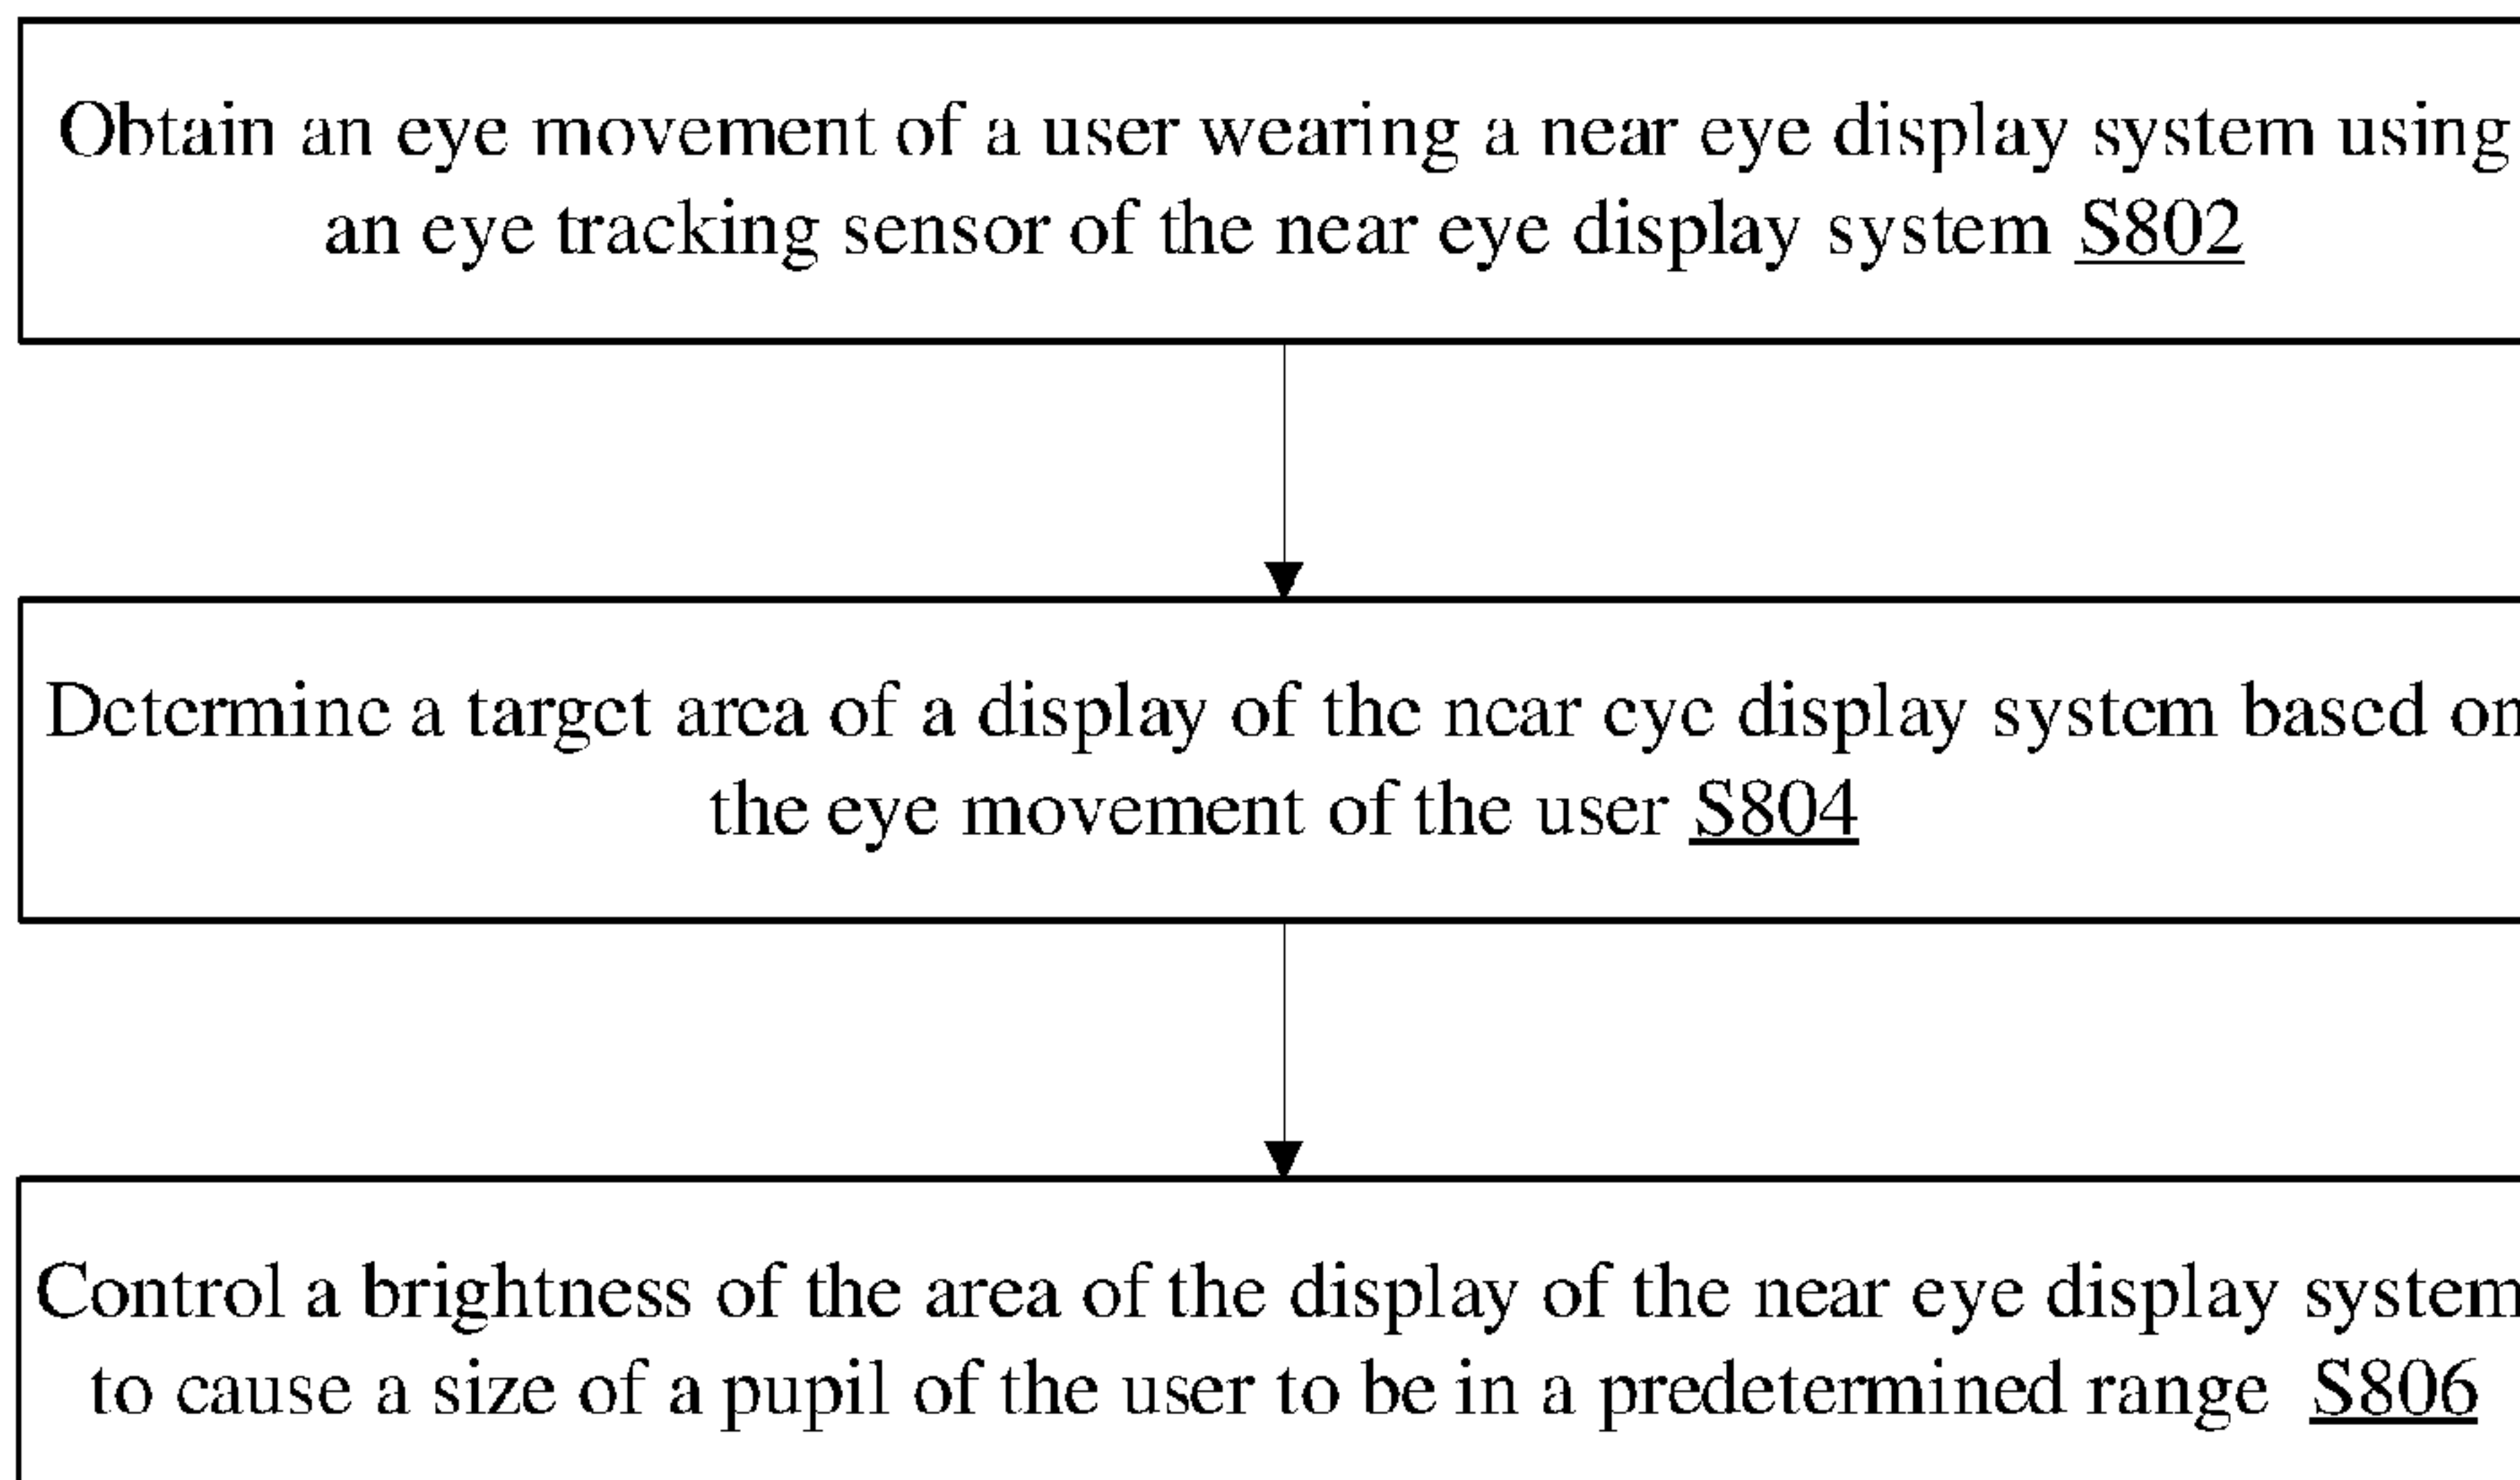 Obtain an eye movement of a user wearing a near eye display system using
an eye tracking sensor of the near eye display system S802
Determine a target area of a display of the near eye display system based on
the eye movement of the user S804
Control a brightness of the area of the display of the near eye display system
to cause a size of a pupil of the user to be in a predetermined range S806